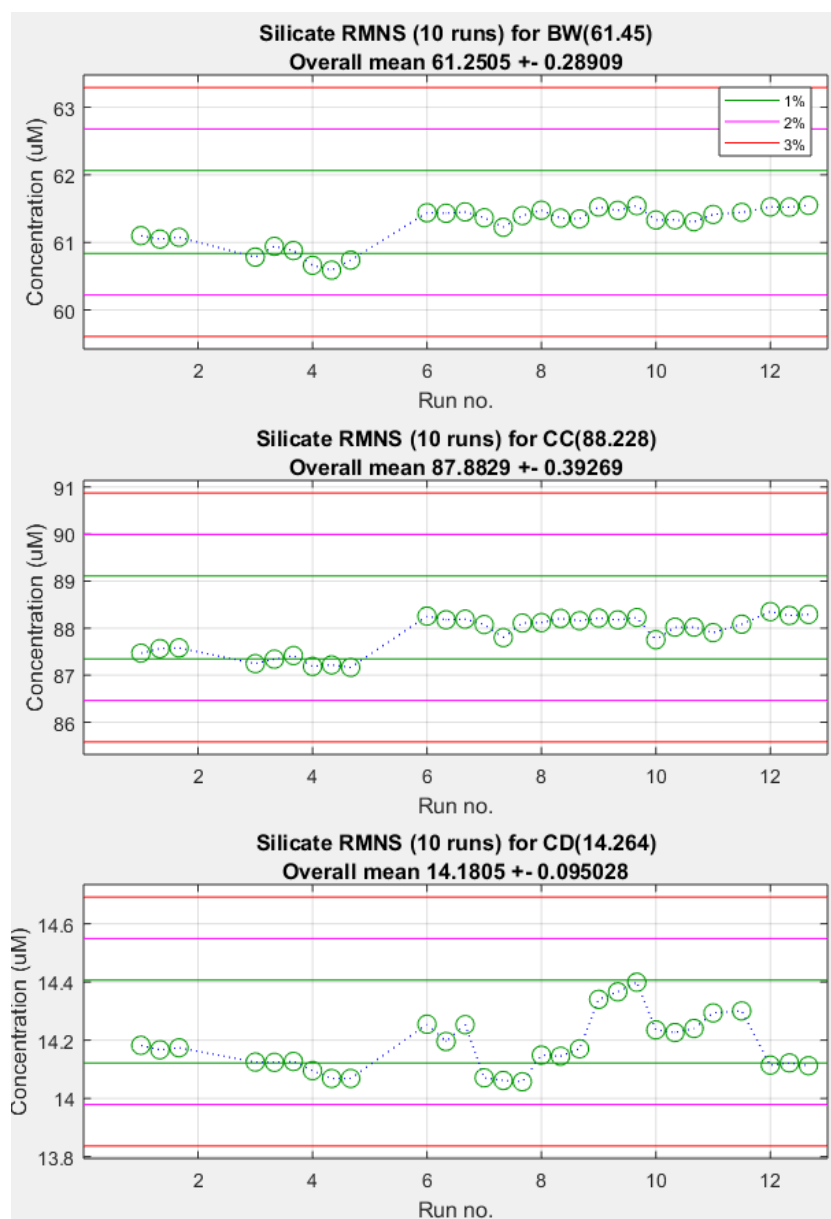 Silicate RMNS (10 runs) for BW(61.45)
Overall mean 61.2505 +- 0.28909
Concentration (uM)
63
62
61
60
1%
2%
3%
2 4 6 8 10 12
Run no.
Silicate RMNS (10 runs) for CC(88.228)
Overall mean 87.8829 +- 0.39269
Concentration (uM)
91
90
89
88
87
86
2 4 6 8 10 12
Run no.
Silicate RMNS (10 runs) for CD(14.264)
Overall mean 14.1805 +- 0.095028
Concentration (uM)
14.6
14.4
14.2
14
13.8
2 4 6 8 10 12
Run no.